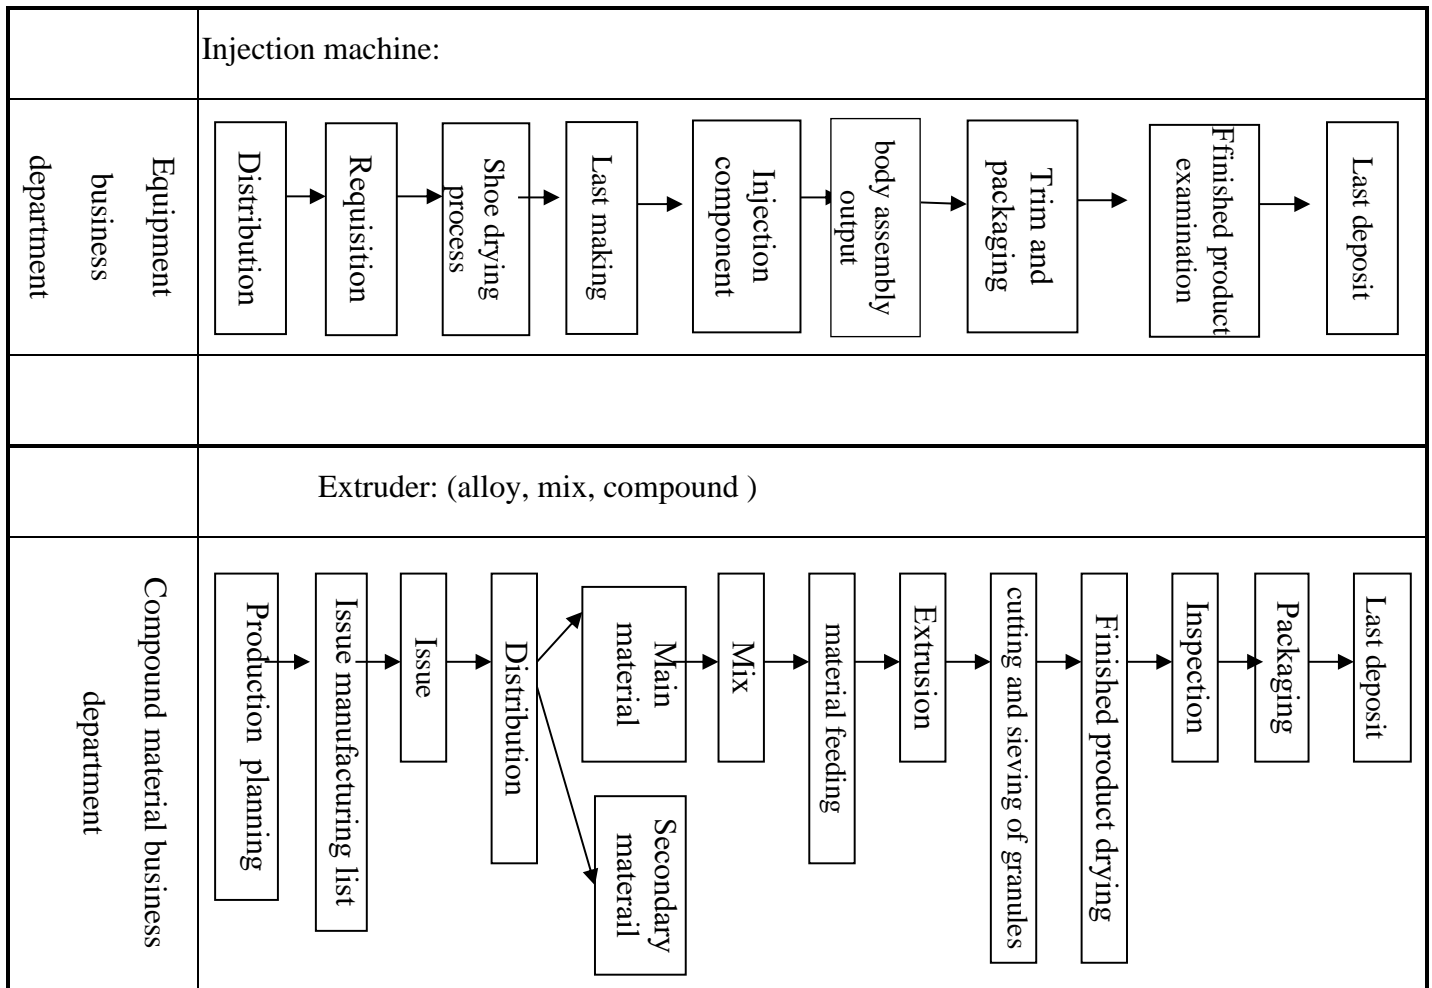 Injection machine:
Equipment
business
department
Distribution
Requisition
Shoe drying
process
Last making
Injection
component
body assembly
output
Trim and
packaging
Ffinished product
examination
Last deposit
Extruder: (alloy, mix, compound )
Compound material business
department
Production planning
Issue manufacturing list
Issue
Distribution
Main
material
Secondary
materail
Mix
material feeding
Extrusion
cutting and sieving of granules
Finished product drying
Inspection
Packaging
Last deposit